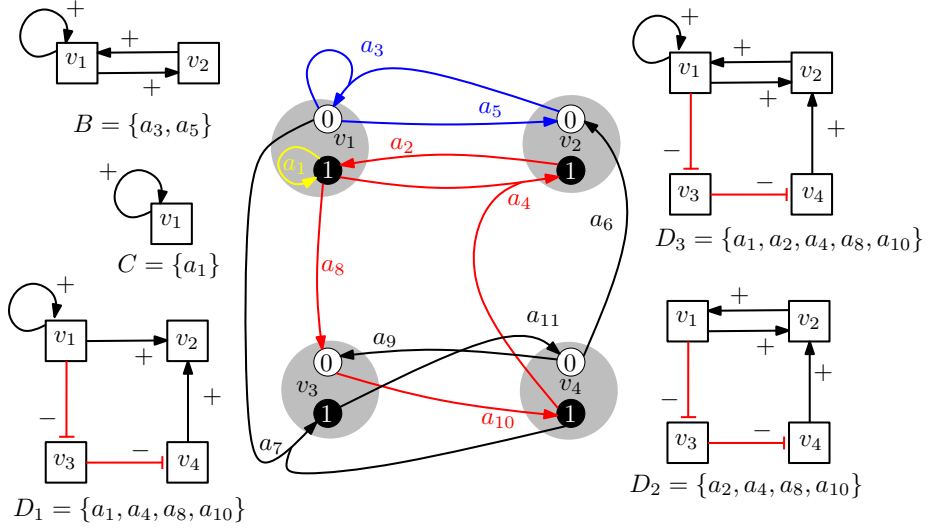 +
v₁ + v₂
+
B = {a₃, a₅}
+
v₁
C = {a₁}
+
v₁ v₂
+
− +
v₃ − v₄
D₁ = {a₁, a₄, a₈, a₁₀}
a₃
0 a₅ 0
v₁ v₂
a₁ a₂
1 1
a₄
a₆
a₈
a₁₁
a₉
0 0
v₃ v₄
1 a₁₀ 1
a₇
+
v₁ + v₂
+
− +
v₃ − v₄
D₃ = {a₁, a₂, a₄, a₈, a₁₀}
+
v₁ v₂
+
− +
v₃ − v₄
D₂ = {a₂, a₄, a₈, a₁₀}